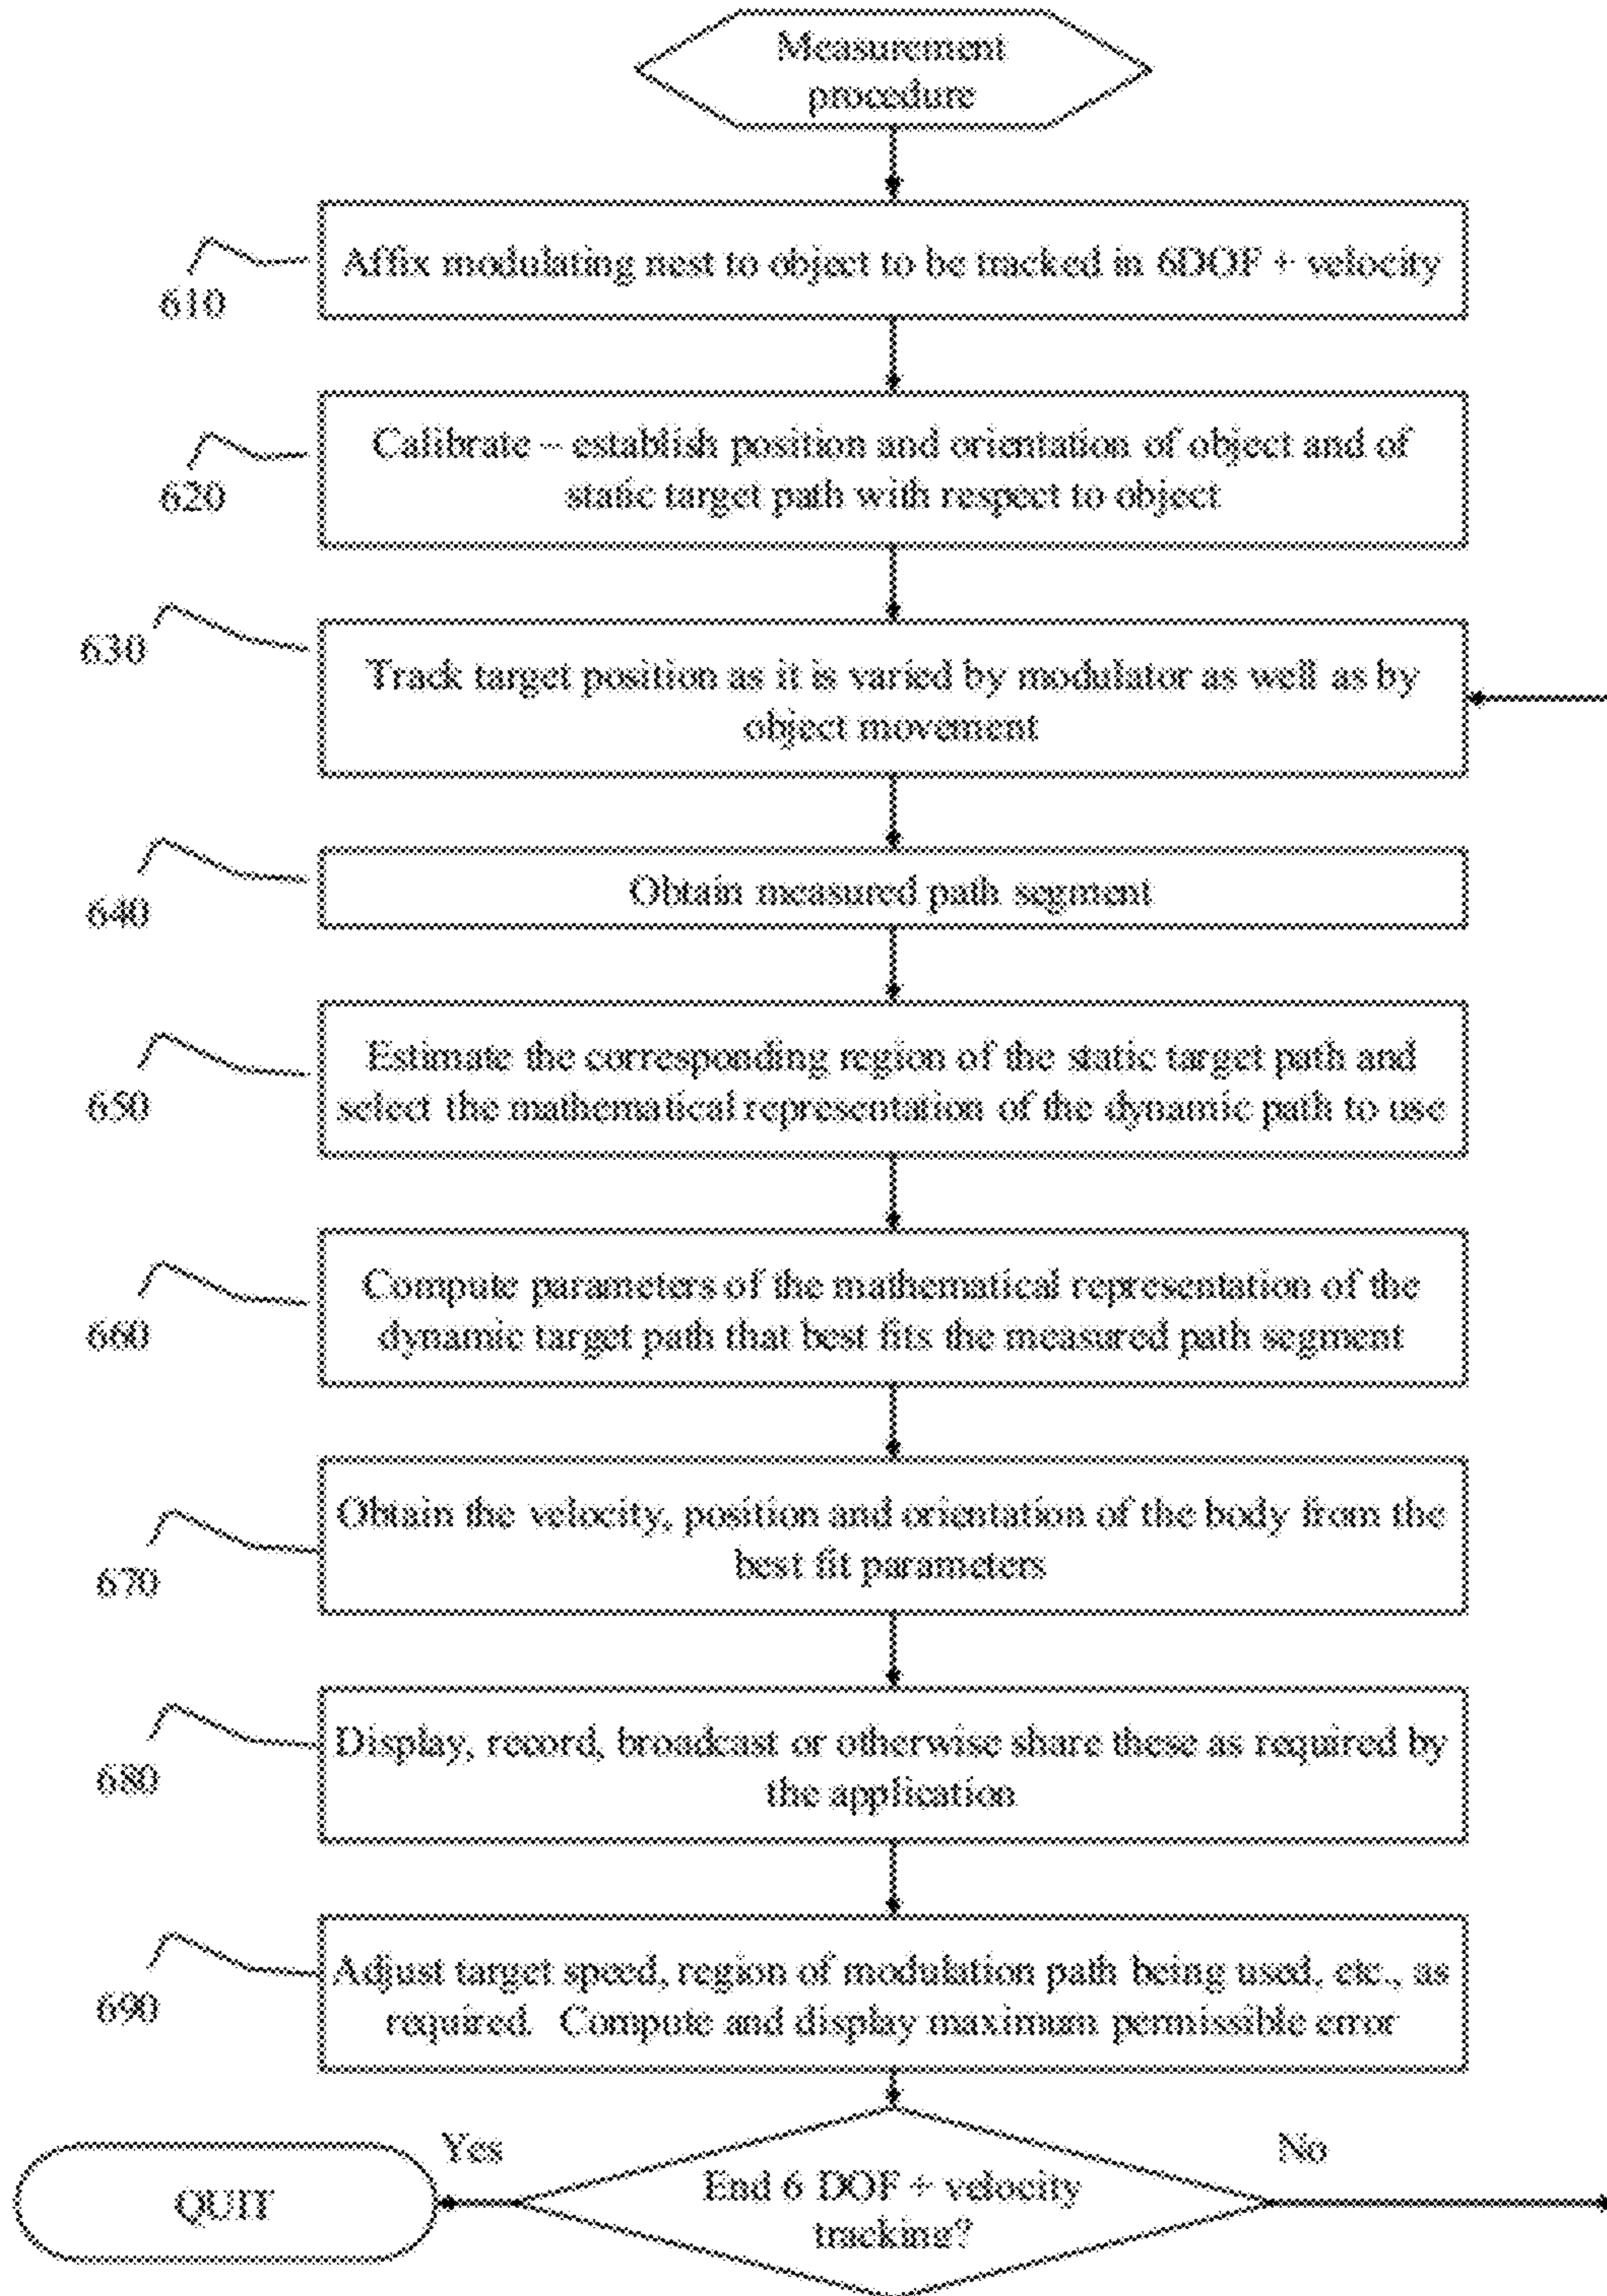 Measurement
procedure
Affix modulating nest to object to be tracked in 6DOF + velocity
610
Calibrate – establish position and orientation of object and of
static target path with respect to object
620
630
Track target position as it is varied by modulator as well as by
object movement
Obtain measured path segment
640
Estimate the corresponding region of the static target path and
select the mathematical representation of the dynamic path to use
650
Compute parameters of the mathematical representation of the
dynamic target path that best fits the measured path segment
660
Obtain the velocity, position and orientation of the body from the
best fit parameters
670
Display, record, broadcast or otherwise share these as required by
the application
680
Adjust target speed, region of modulation path being used, etc., as
required. Compute and display maximum permissible error
690
Yes
No
QUIT
End 6 DOF + velocity
tracking?